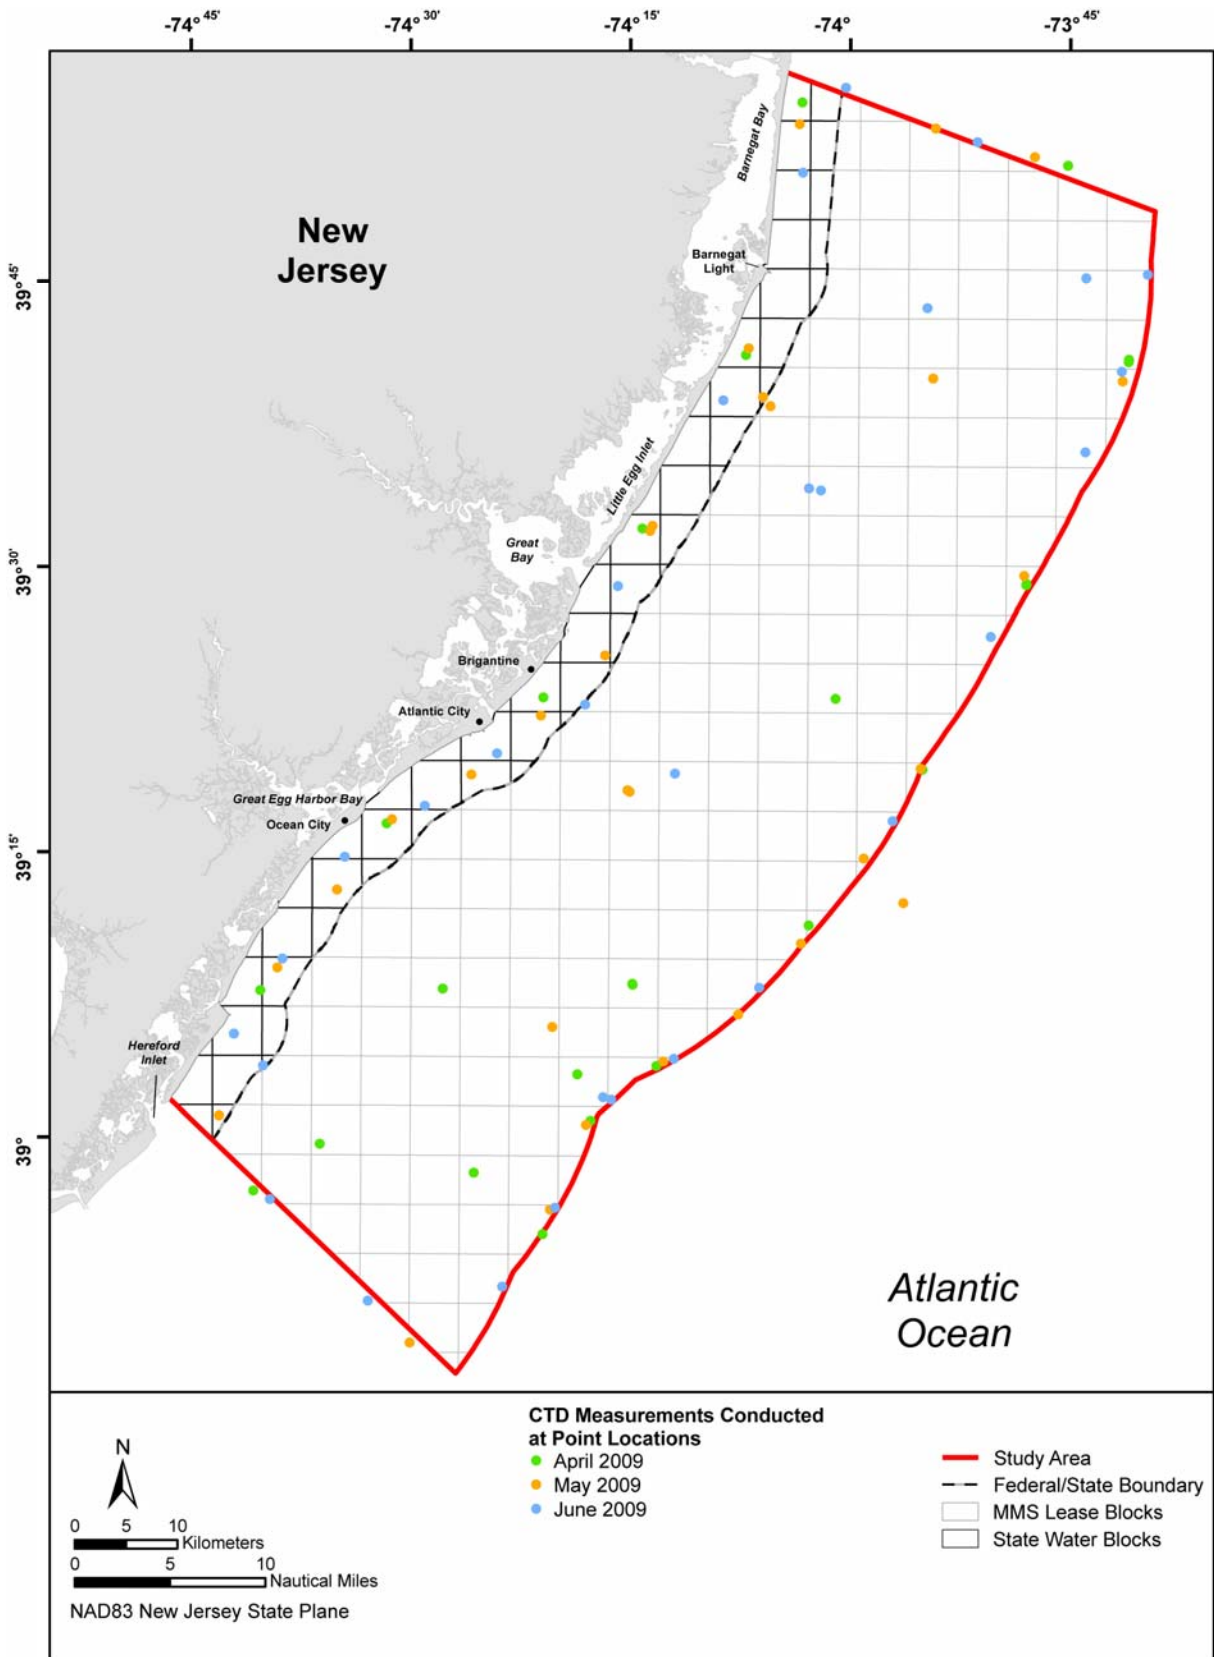 -74° 45'
-74° 30'
-74° 15'
-74°
-73° 45'
39° 45'
39° 30'
39° 15'
39°
New
Jersey
Barnegat Bay
Barnegat
Light
Little Egg Inlet
Great
Bay
Brigantine
Atlantic City
Great Egg Harbor Bay
Ocean City
Hereford
Inlet
Atlantic
Ocean
N
0 5 10
Kilometers
0 5 10
Nautical Miles
NAD83 New Jersey State Plane
CTD Measurements Conducted
at Point Locations
April 2009
May 2009
June 2009
Study Area
Federal/State Boundary
MMS Lease Blocks
State Water Blocks